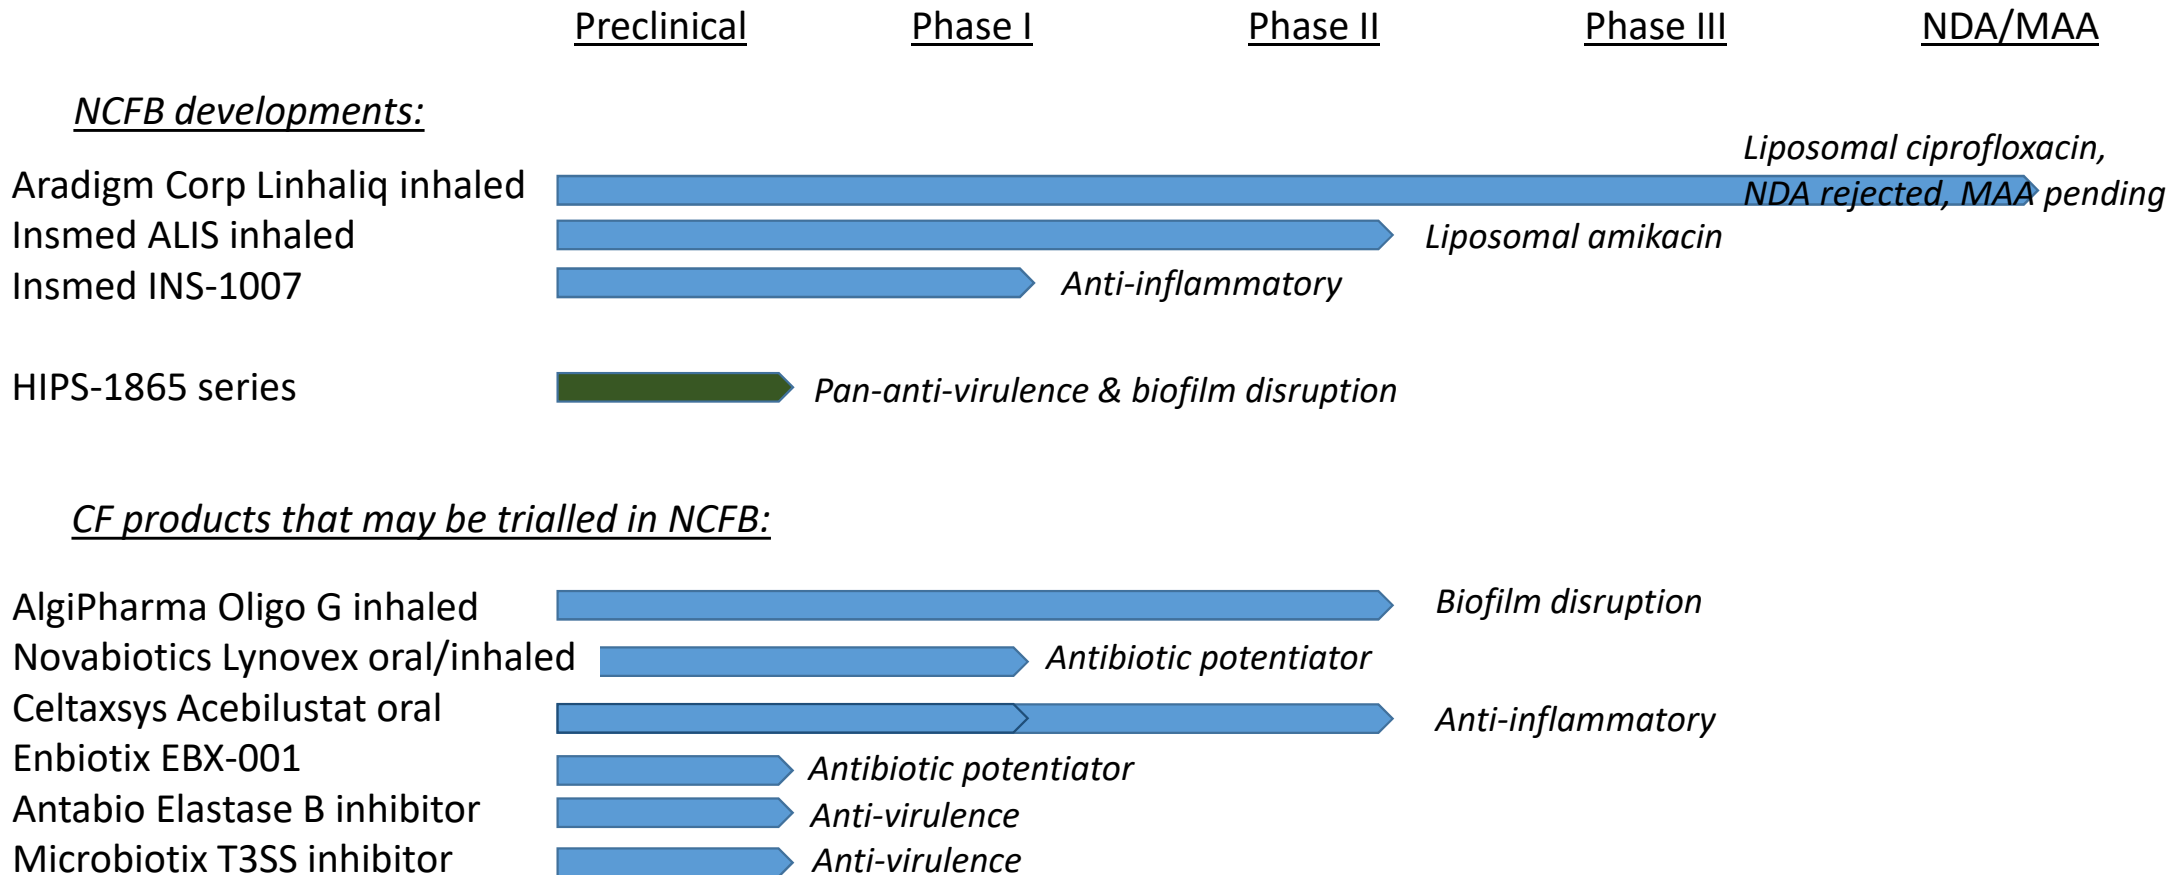 Preclinical Phase I Phase II Phase III NDA/MAA
NCFB developments:
Liposomal ciprofloxacin,
Aradigm Corp Linhaliq inhaled NDA rejected, MAA pending
Insmed ALIS inhaled Liposomal amikacin
Insmed INS-1007 Anti-inflammatory
HIPS-1865 series Pan-anti-virulence & biofilm disruption
CF products that may be trialled in NCFB:
AlgiPharma Oligo G inhaled Biofilm disruption
Novabiotics Lynovex oral/inhaled Antibiotic potentiator
Celtaxsys Acebilustat oral Anti-inflammatory
Enbiotix EBX-001 Antibiotic potentiator
Antabio Elastase B inhibitor Anti-virulence
Microbiotix T3SS inhibitor Anti-virulence